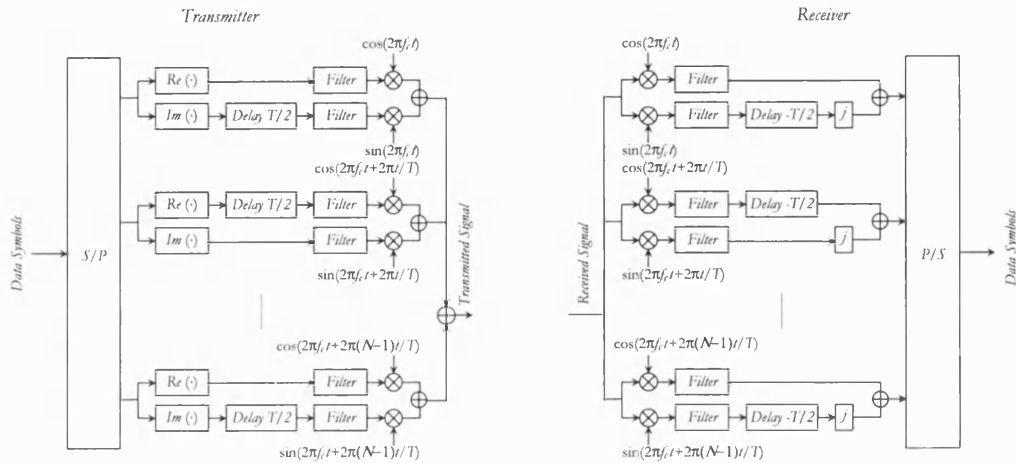 Transmitter
Receiver
cos(2πf_c t)
Re (·)
Filter
Im (·)
Delay T/2
Filter
sin(2πf_c t)
cos(2πf_c t+2πt/T)
Re (·)
Delay T/2
Filter
Im (·)
Filter
sin(2πf_c t+2πt/T)
cos(2πf_c t+2π(N-1)t/T)
Re (·)
Filter
Im (·)
Delay T/2
Filter
sin(2πf_c t+2π(N-1)t/T)
Data Symbols
S/P
Transmitted Signal
cos(2πf_c t)
Filter
Filter
Delay -T/2
j
sin(2πf_c t)
cos(2πf_c t+2πt/T)
Filter
Delay -T/2
Filter
j
sin(2πf_c t+2πt/T)
cos(2πf_c t+2π(N-1)t/T)
Filter
Filter
Delay -T/2
j
sin(2πf_c t+2π(N-1)t/T)
Received Signal
P/S
Data Symbols